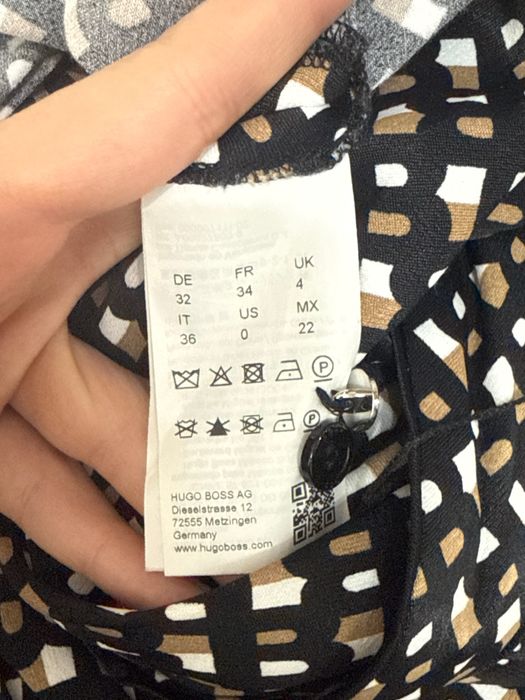 DE FR UK
32 34 4
IT US MX
36 0 22
P
P
HUGO BOSS AG
Dieselstrasse 12
72555 Metzingen
Germany
www.hugoboss.com